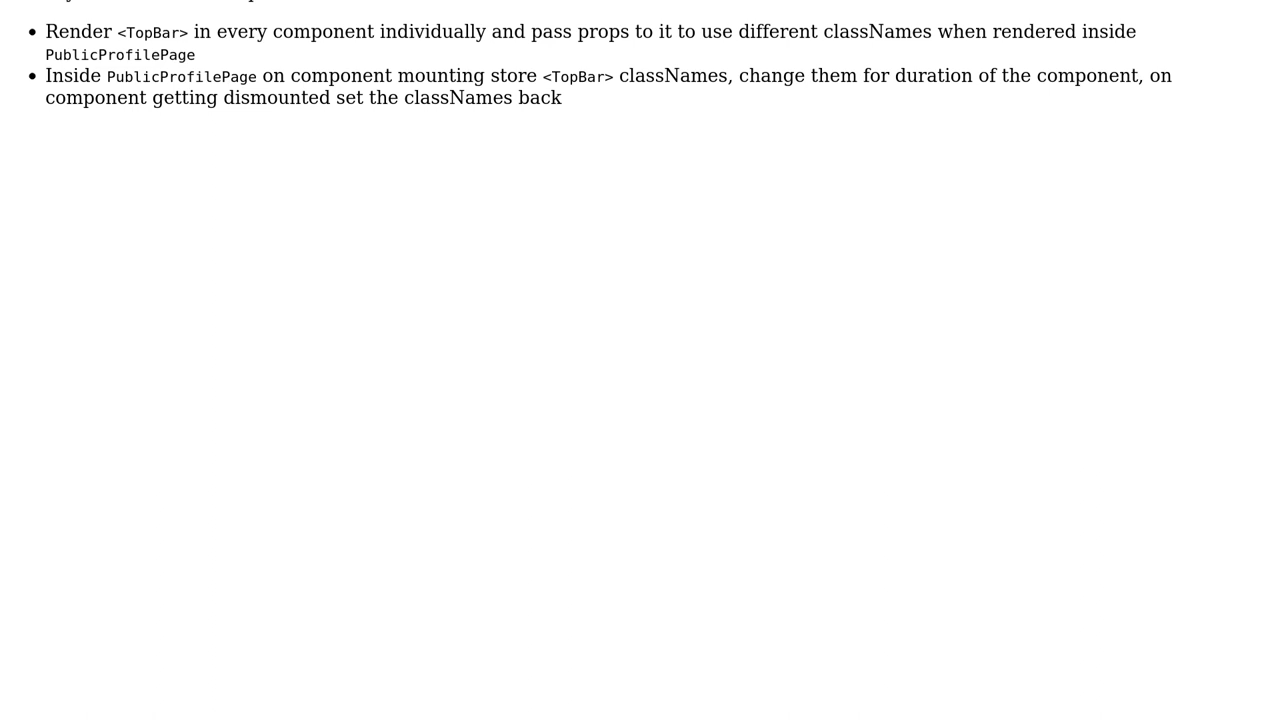 Render <TopBar> in every component individually and pass props to it to use different classNames when rendered inside
PublicProfilePage
Inside PublicProfilePage on component mounting store <TopBar> classNames, change them for duration of the component, on
component getting dismounted set the classNames back